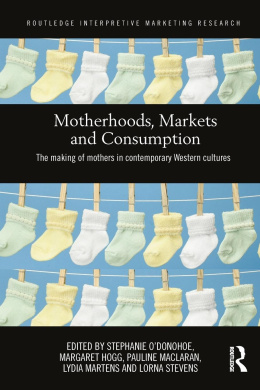 ROUTLEDGE INTERPRETIVE MARKETING RESEARCH
Motherhoods, Markets
and Consumption
The making of mothers in contemporary Western cultures
EDITED BY STEPHANIE O'DONOHOE,
MARGARET HOGG, PAULINE MACLARAN,
LYDIA MARTENS AND LORNA STEVENS
Routledge